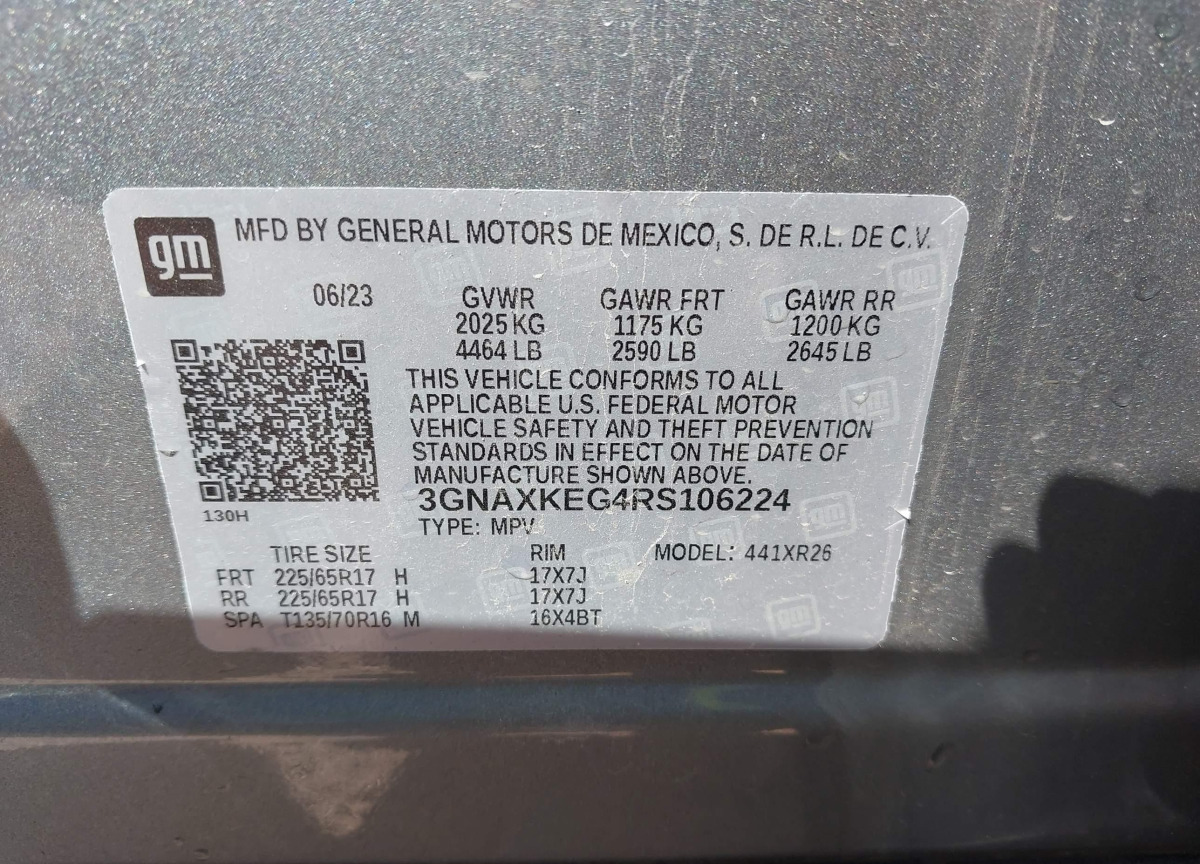 gm MFD BY GENERAL MOTORS DE MEXICO, S. DE R.L. DE C.V.
06/23 GVWR GAWR FRT GAWR RR
2025 KG 1175 KG 1200 KG
4464 LB 2590 LB 2645 LB
THIS VEHICLE CONFORMS TO ALL
APPLICABLE U.S. FEDERAL MOTOR
VEHICLE SAFETY AND THEFT PREVENTION
STANDARDS IN EFFECT ON THE DATE OF
MANUFACTURE SHOWN ABOVE.
3GNAXKEG4RS106224
130H
TYPE: MPV
TIRE SIZE RIM MODEL: 441XR26
FRT 225/65R17 H 17X7J
RR 225/65R17 H 17X7J
SPA T135/70R16 M 16X4BT